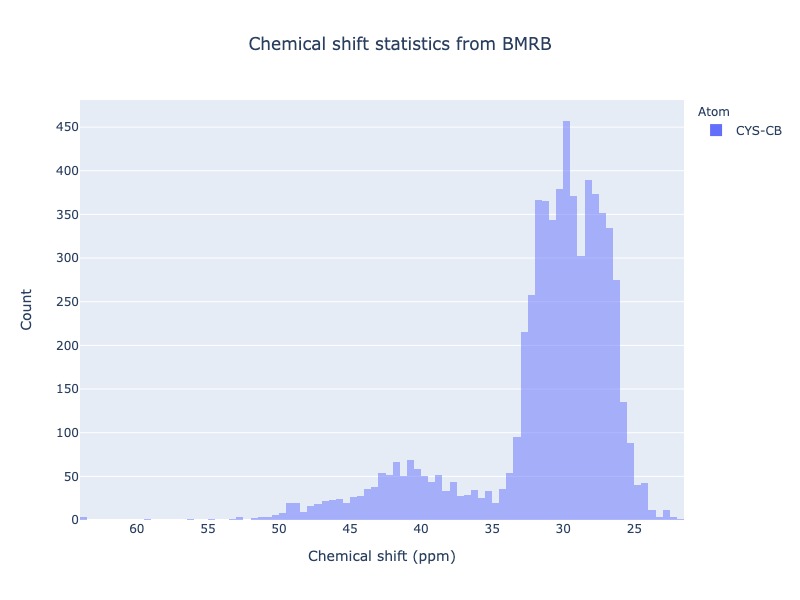 Chemical shift statistics from BMRB
Atom
CYS-CB
450
400
350
300
250
200
150
100
50
0
Count
60 55 50 45 40 35 30 25
Chemical shift (ppm)